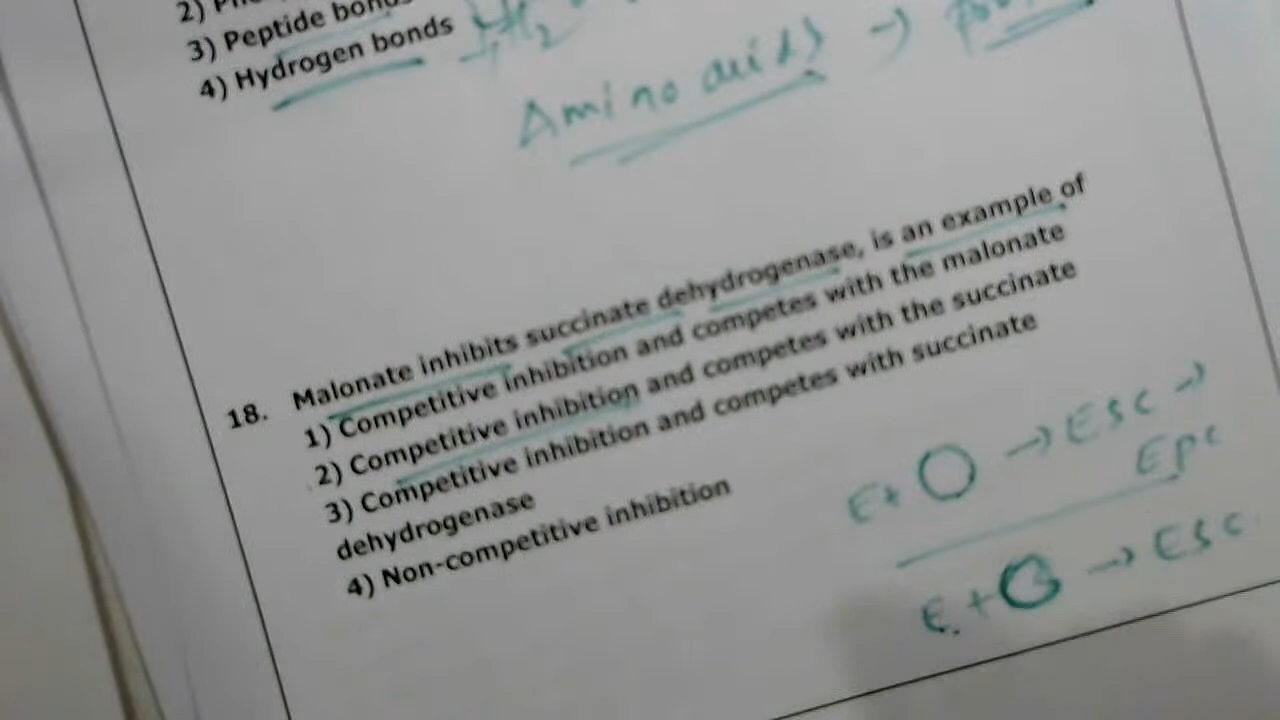 2)
3) Peptide bonds
4) Hydrogen bonds
Amino acids →
18. Malonate inhibits succinate dehydrogenase, is an example of
1) Competitive inhibition and competes with the malonate
2) Competitive inhibition and competes with the succinate
3) Competitive inhibition and competes with succinate
dehydrogenase
4) Non-competitive inhibition
E+ → ESC →
EPC
E + → ESC